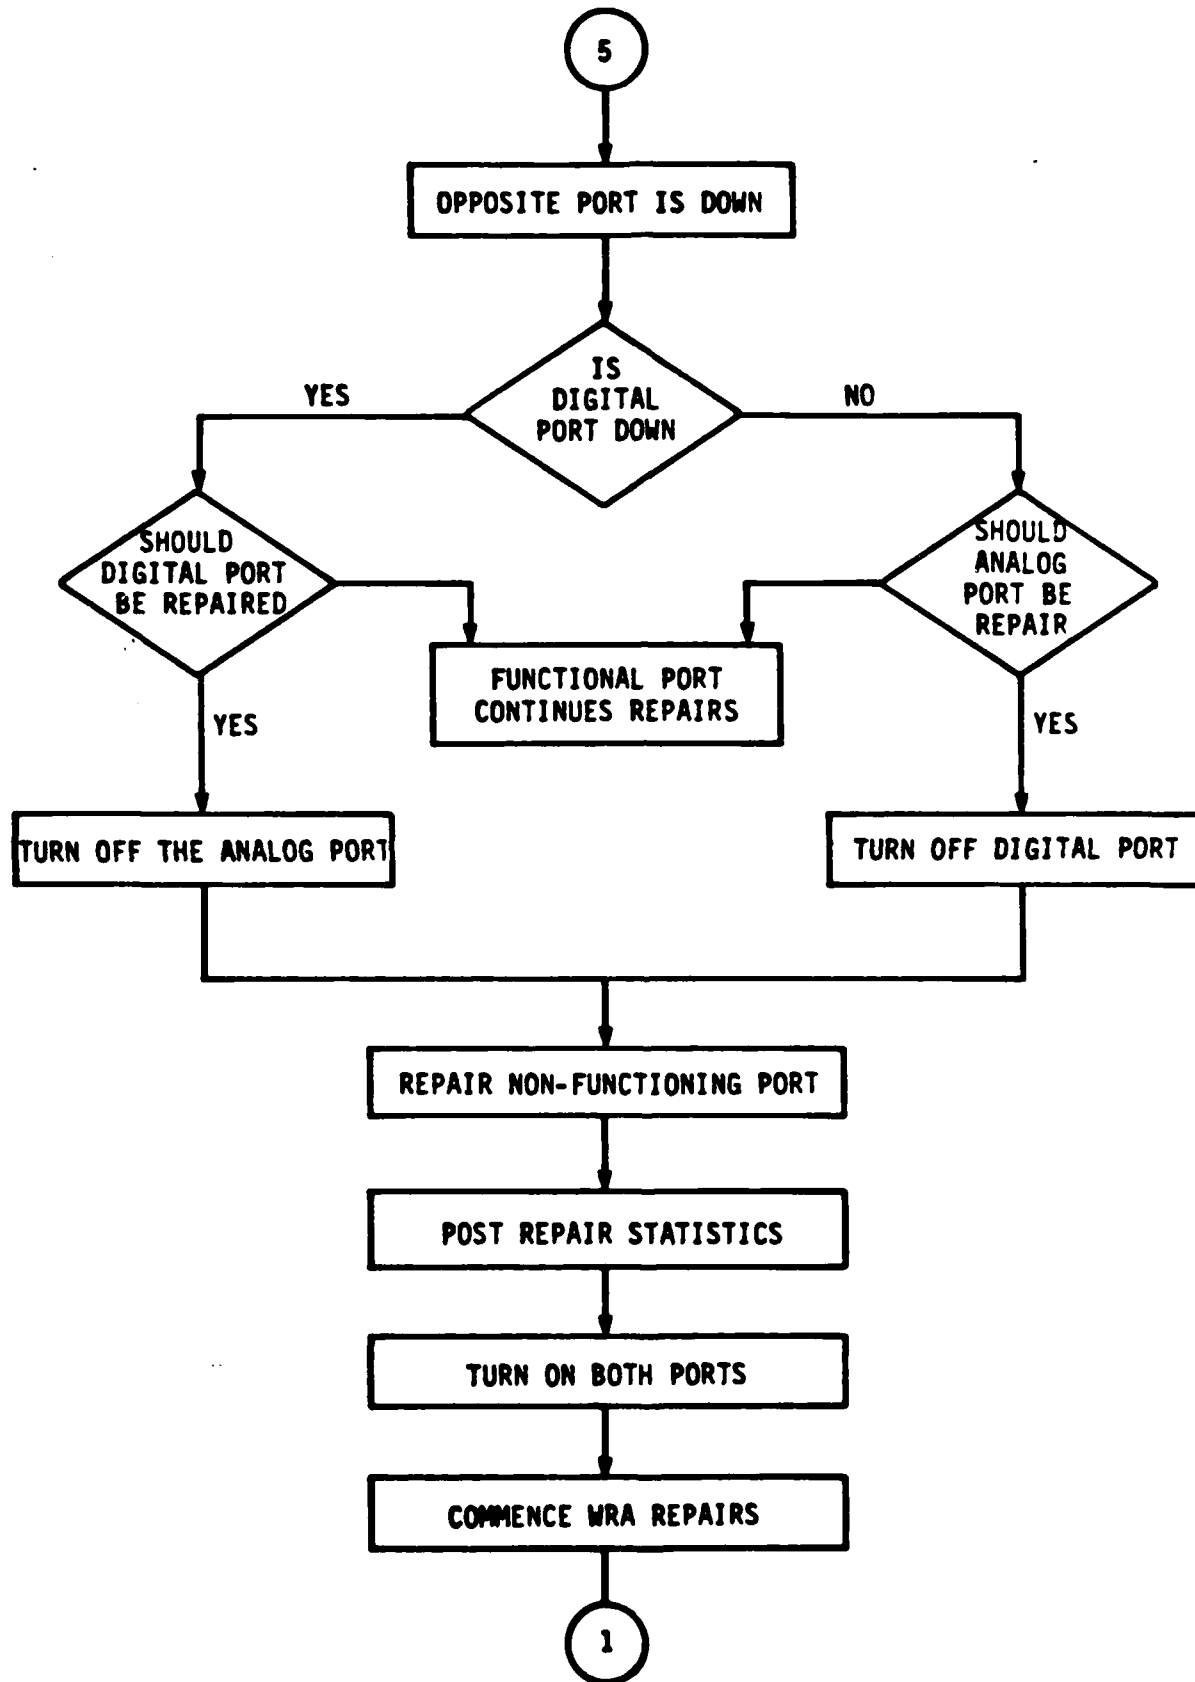 5
OPPOSITE PORT IS DOWN
IS
DIGITAL
PORT DOWN
YES
NO
SHOULD
DIGITAL PORT
BE REPAIRED
SHOULD
ANALOG
PORT BE
REPAIR
FUNCTIONAL PORT
CONTINUES REPAIRS
YES
YES
TURN OFF THE ANALOG PORT
TURN OFF DIGITAL PORT
REPAIR NON-FUNCTIONING PORT
POST REPAIR STATISTICS
TURN ON BOTH PORTS
COMMENCE WRA REPAIRS
1